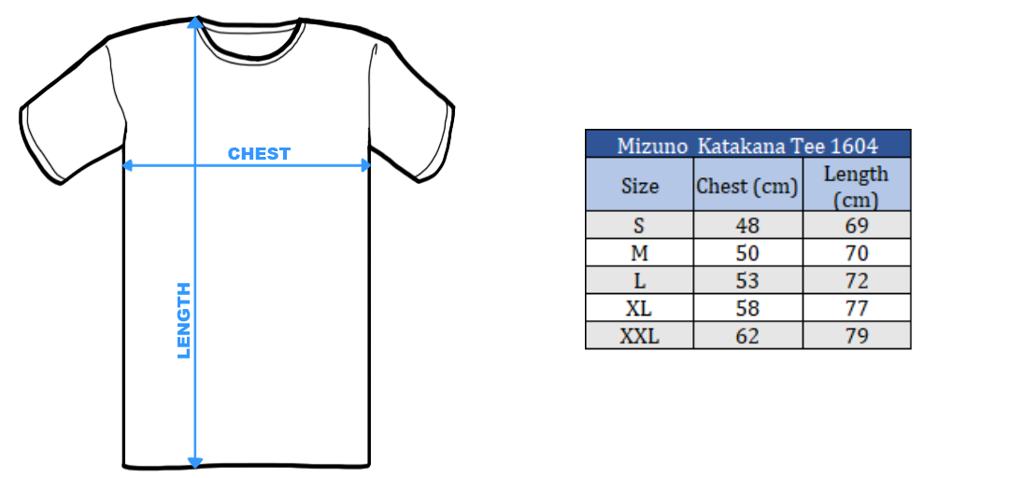 CHEST
LENGTH
Mizuno Katakana Tee 1604
Size Chest (cm) Length (cm)
S 48 69
M 50 70
L 53 72
XL 58 77
XXL 62 79